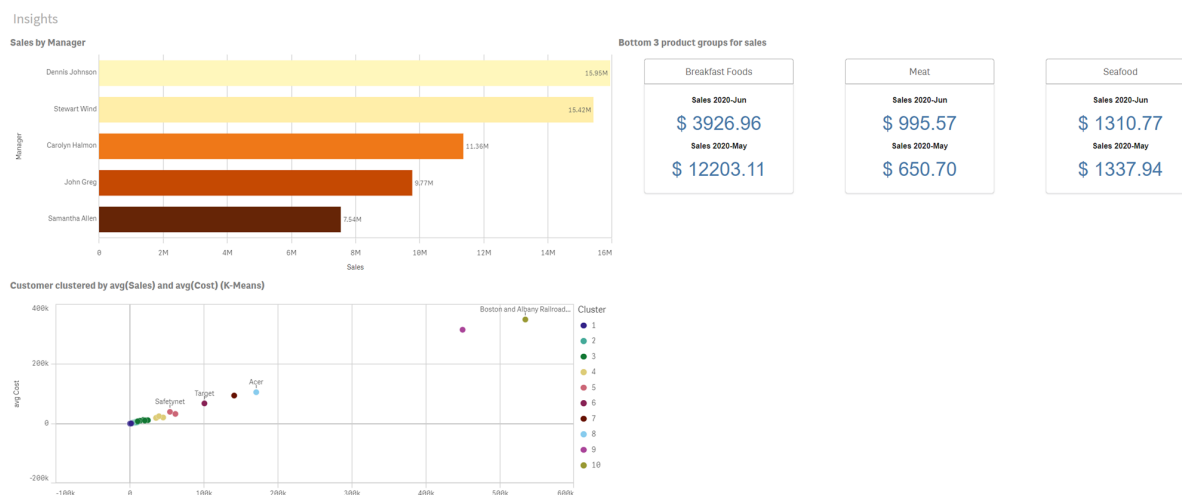 Insights
Sales by Manager
Manager
Dennis Johnson
15.95M
Stewart Wind
15.42M
Carolyn Halmon
11.36M
John Greg
9.77M
Samantha Allen
7.54M
0 2M 4M 6M 8M 10M 12M 14M 16M
Sales
Bottom 3 product groups for sales
Breakfast Foods
Sales 2020-Jun
$ 3926.96
Sales 2020-May
$ 12203.11
Meat
Sales 2020-Jun
$ 995.57
Sales 2020-May
$ 650.70
Seafood
Sales 2020-Jun
$ 1310.77
Sales 2020-May
$ 1337.94
Customer clustered by avg(Sales) and avg(Cost) (K-Means)
avg Cost
400k
200k
0
-200k
Boston and Albany Railroad...
Acer
Target
Safetynet
-100k 0 100k 200k 300k 400k 500k 600k
Cluster
1
2
3
4
5
6
7
8
9
10